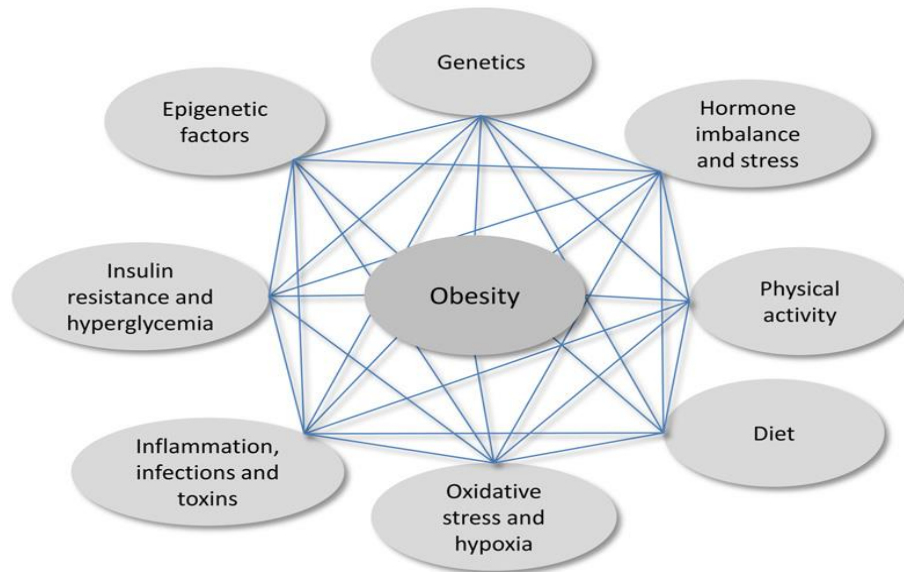 Genetics
Epigenetic
factors
Hormone
imbalance
and stress
Insulin
resistance and
hyperglycemia
Obesity
Physical
activity
Inflammation,
infections and
toxins
Diet
Oxidative
stress and
hypoxia